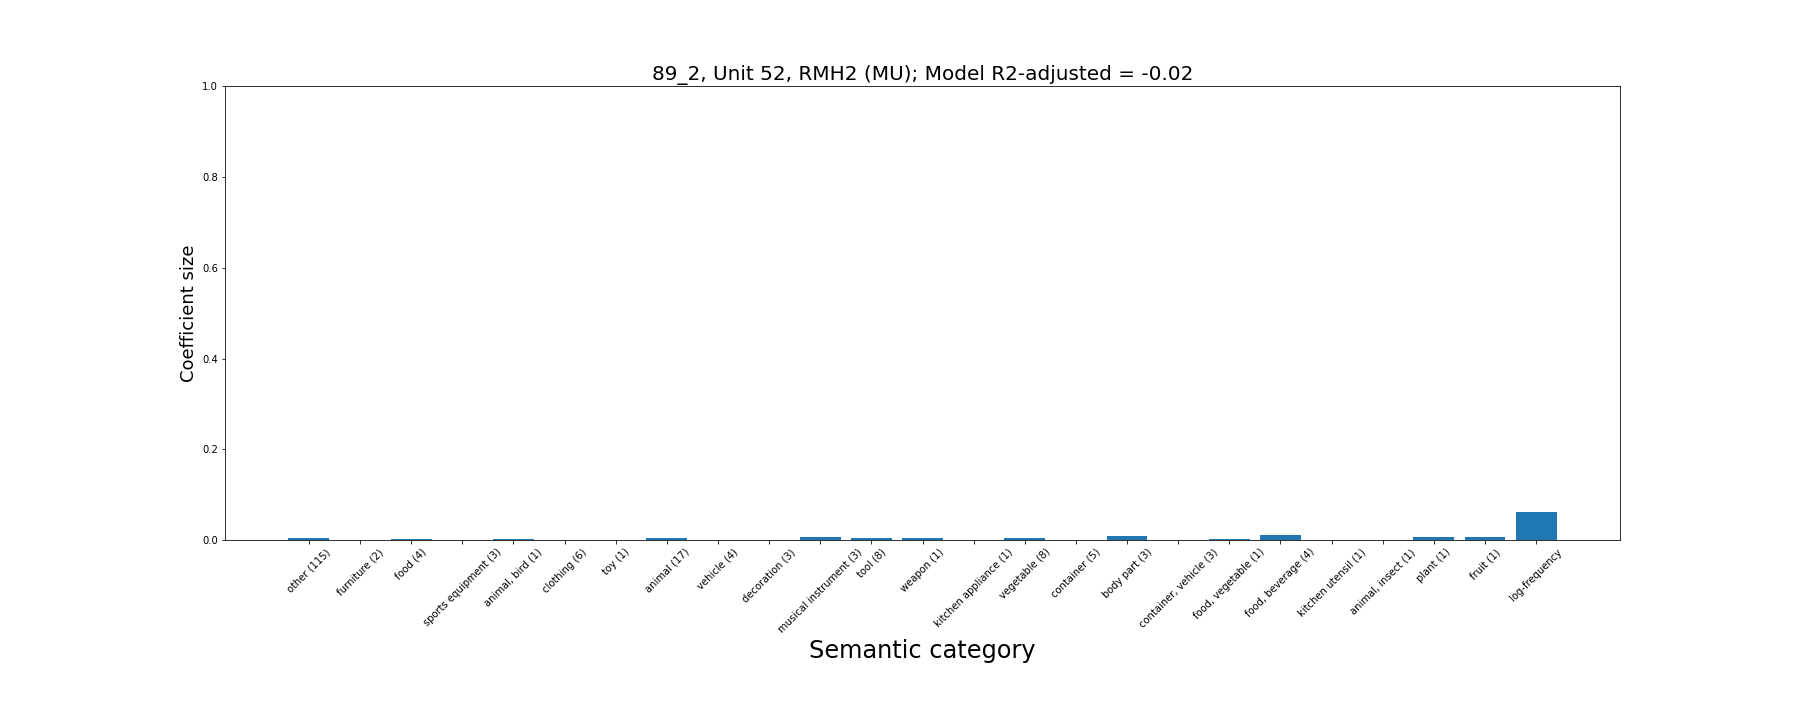 89_2, Unit 52, RMH2 (MU); Model R2-adjusted = -0.02
1.0
0.8
0.6
0.4
0.2
0.0
Coefficient size
other (115)
furniture (2)
food (4)
sports equipment (3)
animal, bird (1)
clothing (6)
toy (1)
animal (17)
vehicle (4)
decoration (3)
musical instrument (3)
tool (8)
weapon (1)
kitchen appliance (1)
vegetable (8)
container (5)
body part (3)
container, vehicle (3)
food, vegetable (1)
food, beverage (4)
kitchen utensil (1)
animal, insect (1)
plant (1)
fruit (1)
log-frequency
Semantic category